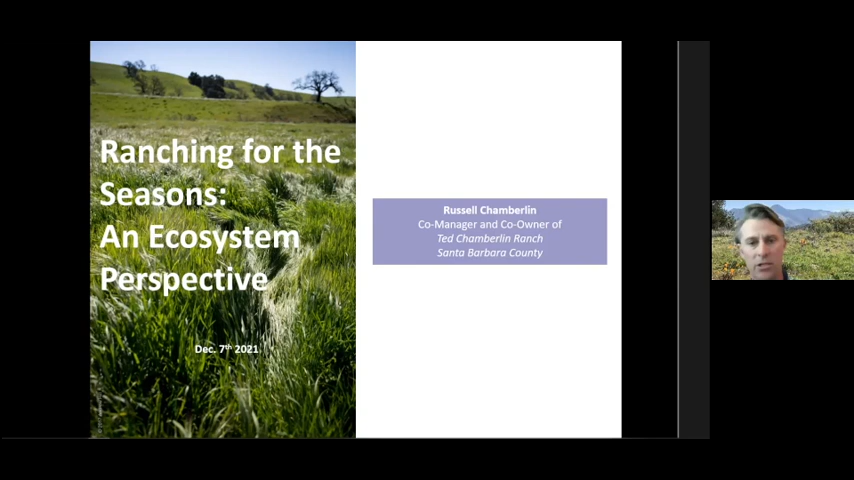 Ranching for the
Seasons:
An Ecosystem
Perspective
Dec. 7th 2021
Russell Chamberlin
Co-Manager and Co-Owner of
Ted Chamberlin Ranch
Santa Barbara County